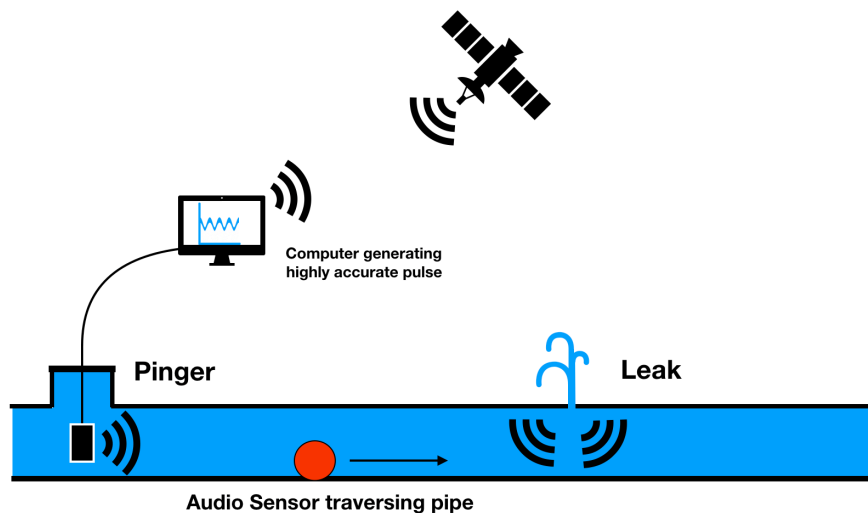 Computer generating
highly accurate pulse
Pinger
Leak
Audio Sensor traversing pipe